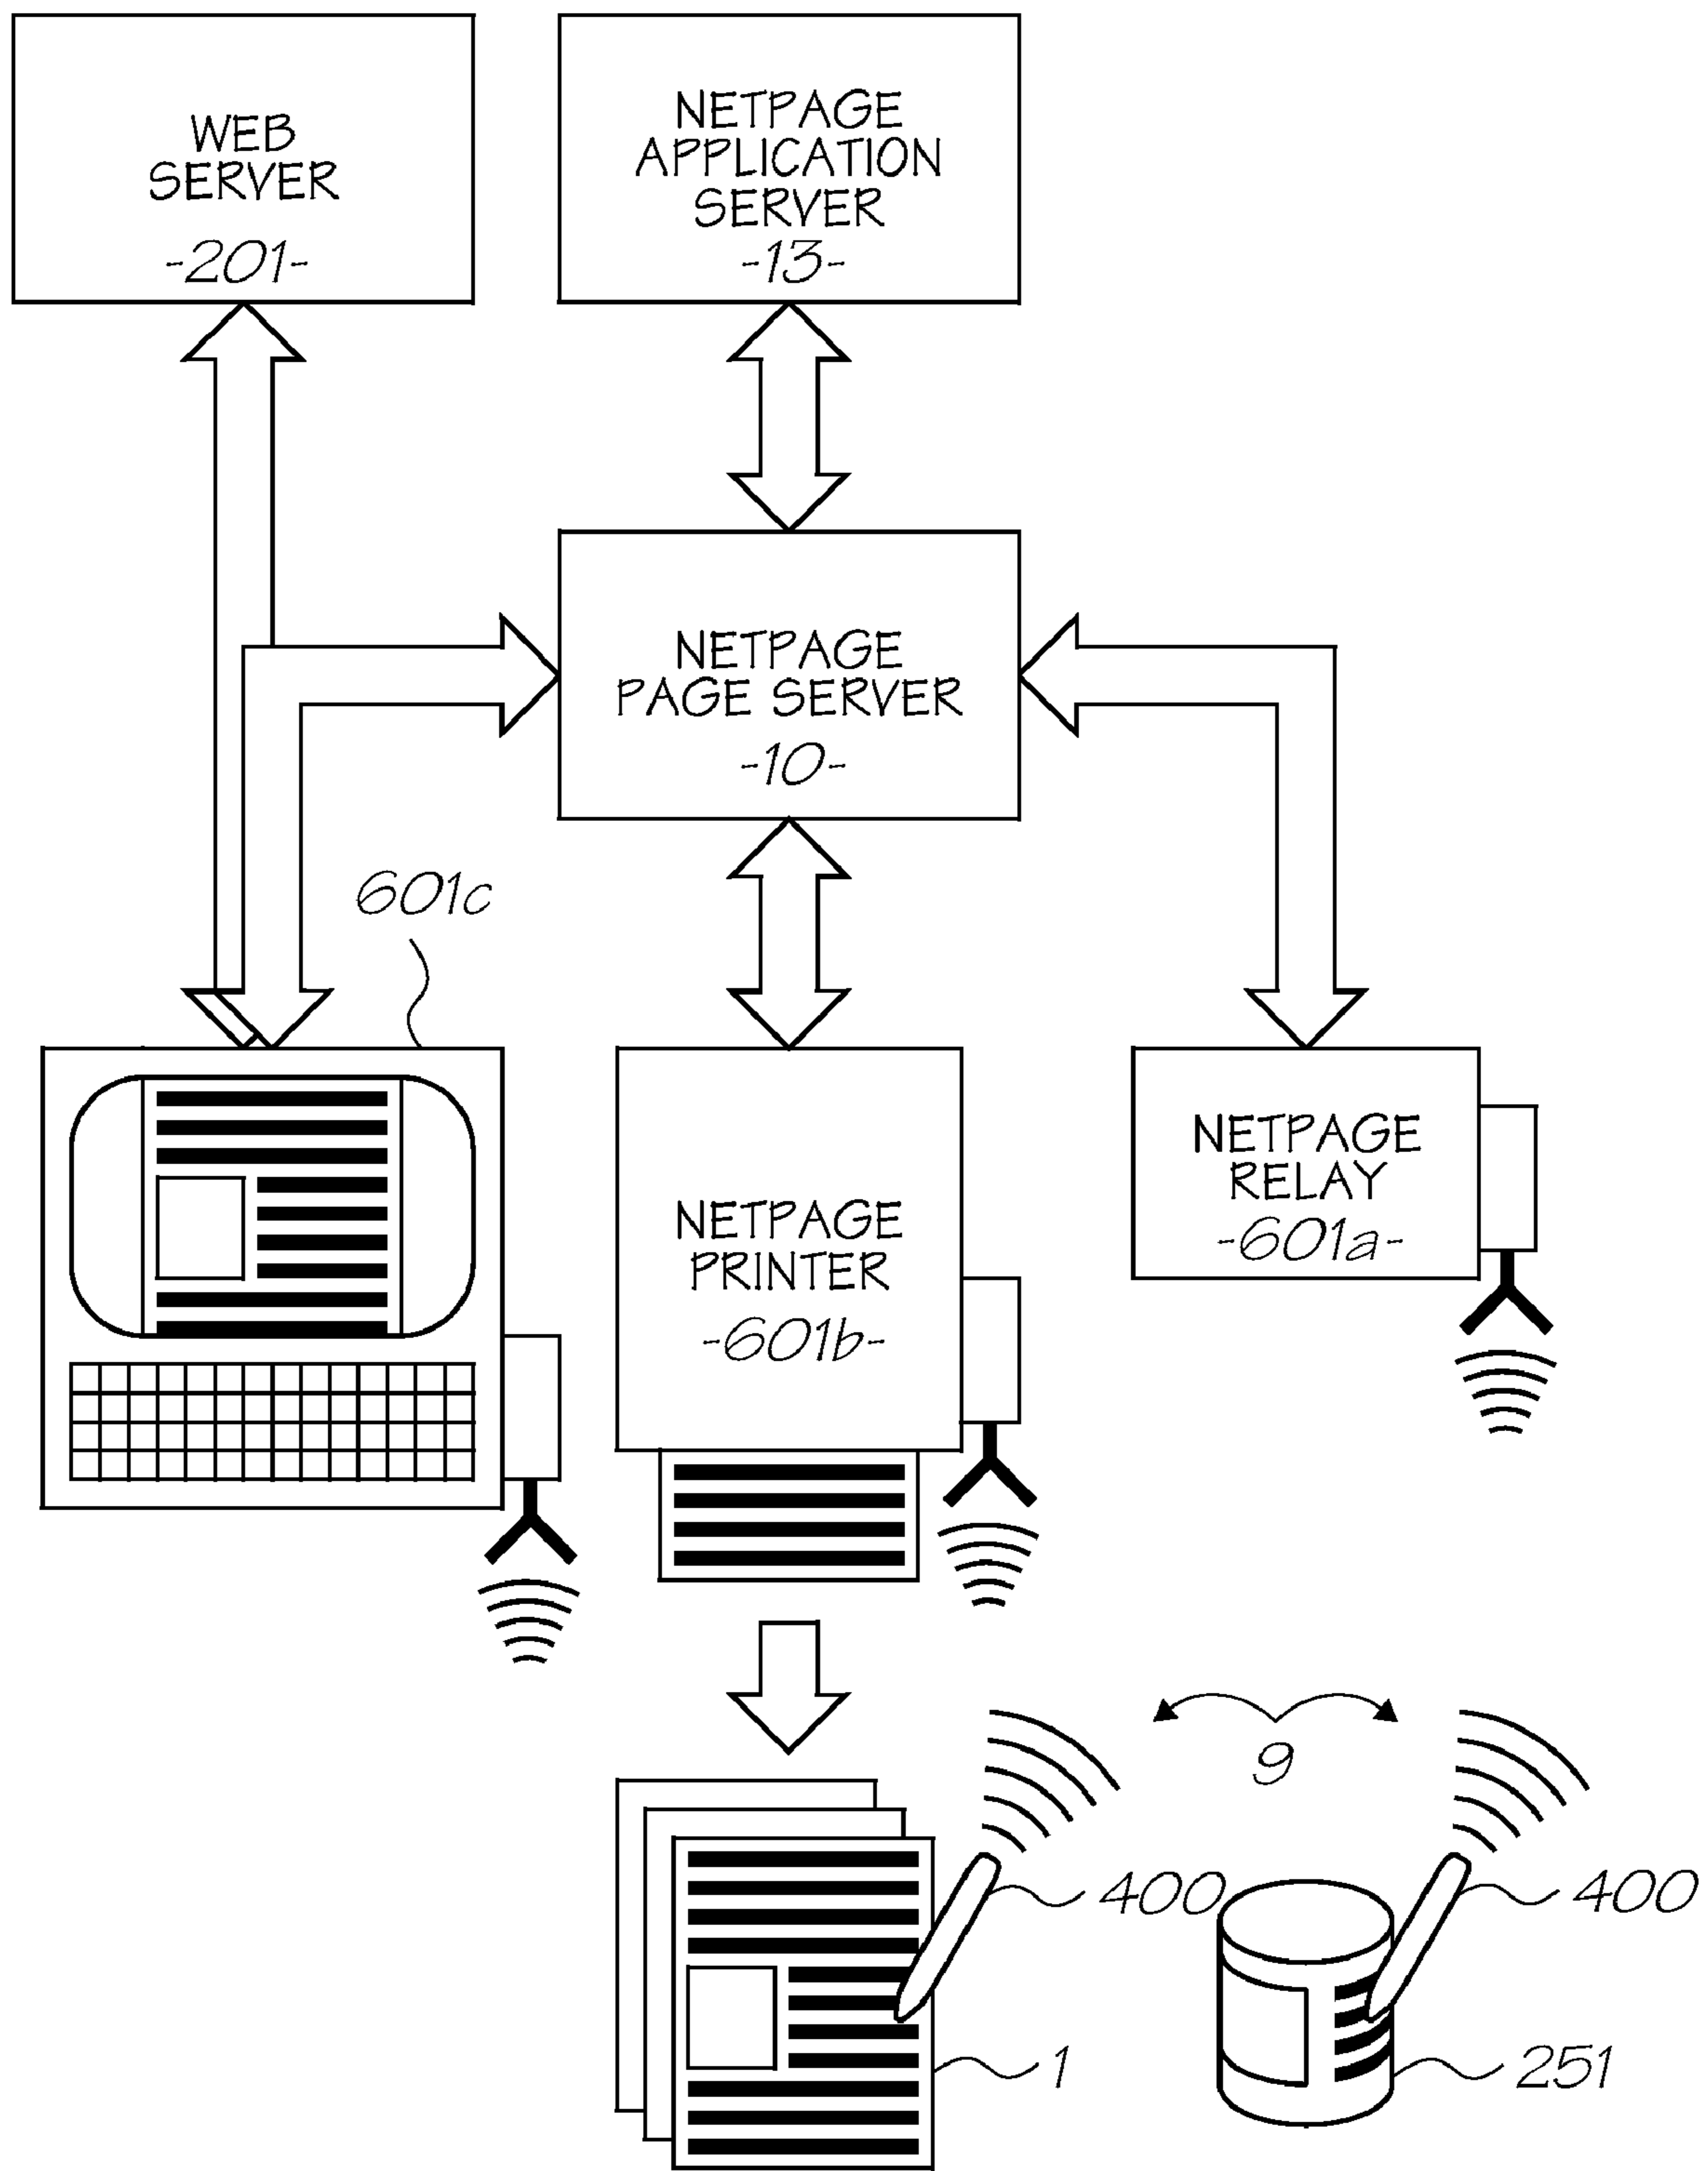 WEB
SERVER
-201-
NETPAGE
APPLICATION
SERVER
-13-
NETPAGE
PAGE SERVER
-10-
601c
NETPAGE
PRINTER
-601b-
NETPAGE
RELAY
-601a-
9
400
400
1
251